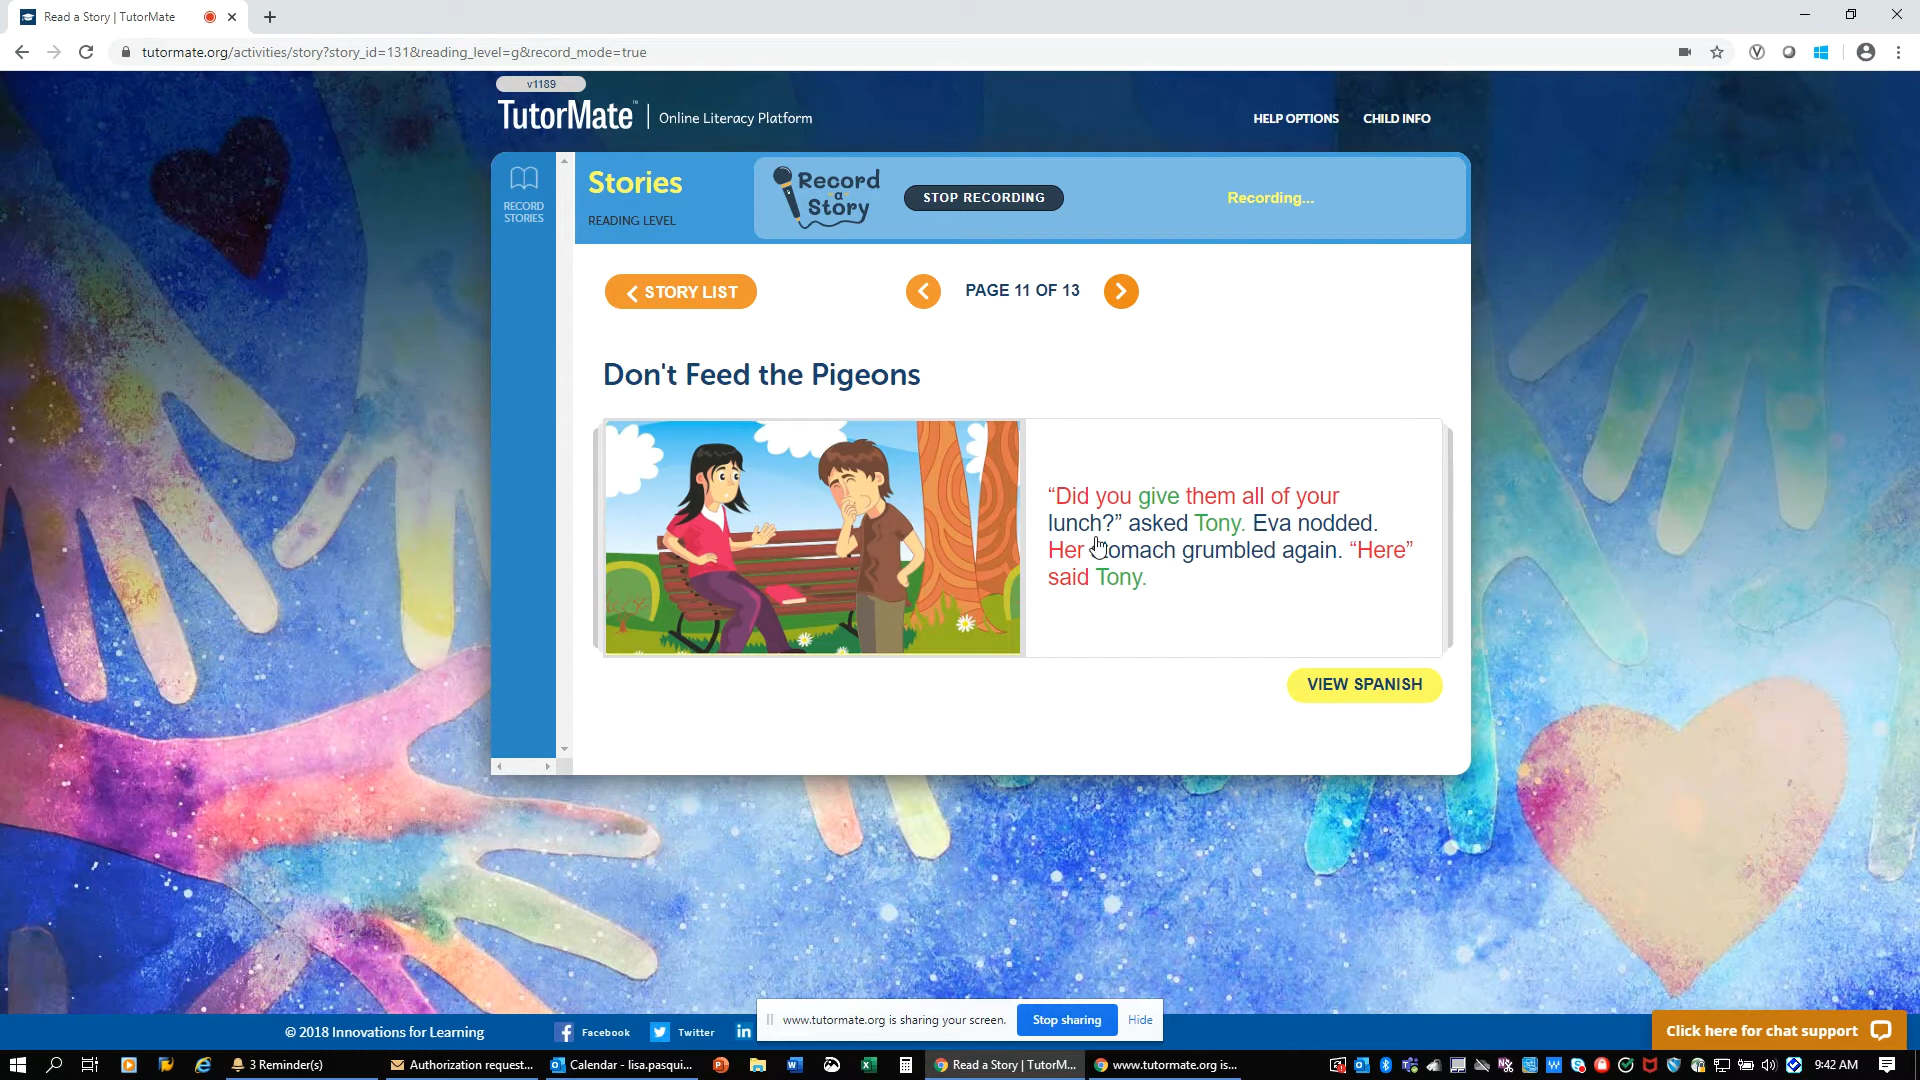 Read a Story | TutorMate
tutormate.org/activities/story?story_id=131&reading_level=g&record_mode=true
v1189
TutorMate™ | Online Literacy Platform
HELP OPTIONS
CHILD INFO
RECORD
STORIES
Stories
READING LEVEL
Record
a
Story
STOP RECORDING
Recording...
STORY LIST
PAGE 11 OF 13
Don't Feed the Pigeons
“Did you give them all of your
lunch?” asked Tony. Eva nodded.
Her stomach grumbled again. “Here”
said Tony.
VIEW SPANISH
© 2018 Innovations for Learning
Facebook
Twitter
in
www.tutormate.org is sharing your screen.
Stop sharing
Hide
Click here for chat support
3 Reminder(s)
Authorization request...
Calendar - lisa.pasqui...
Read a Story | TutorM...
www.tutormate.org is...
9:42 AM